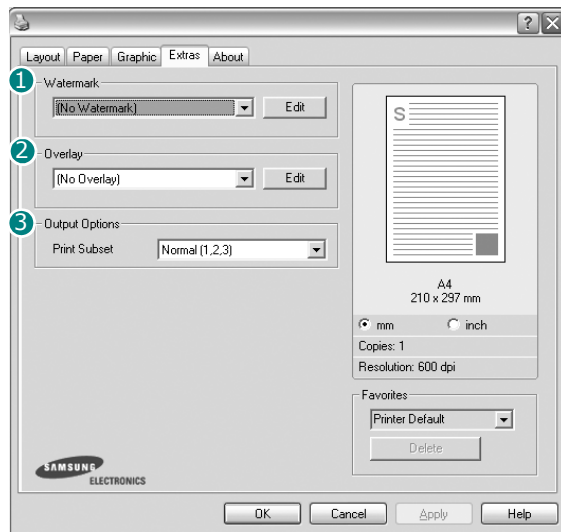 ? X
Layout Paper Graphic Extras About
1 Watermark
(No Watermark) Edit
2 Overlay
(No Overlay) Edit
3 Output Options
Print Subset Normal (1,2,3)
S
A4
210 x 297 mm
mm inch
Copies: 1
Resolution: 600 dpi
Favorites
Printer Default
Delete
SAMSUNG
ELECTRONICS
OK Cancel Apply Help